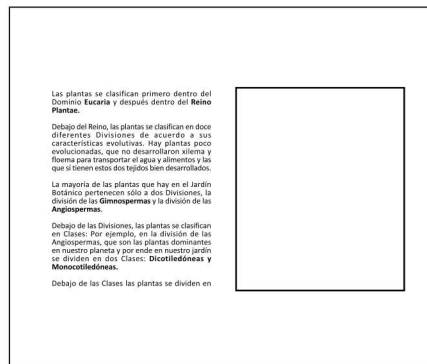 Las plantas se clasifican primero dentro del
Dominio Eucaria y después dentro del Reino
Plantae.
Debajo del Reino, las plantas se clasifican en doce
diferentes Divisiones de acuerdo a sus
características evolutivas. Hay plantas poco
evolucionadas, que no desarrollaron xilema y
floema para transportar el agua y alimentos y las
que sí tienen estos dos tejidos bien desarrollados.
La mayoría de las plantas que hay en el Jardín
Botánico pertenecen sólo a dos Divisiones, la
división de las Gimnospermas y la división de las
Angiospermas.
Debajo de las Divisiones, las plantas se clasifican
en Clases: Por ejemplo, en la división de las
Angiospermas, que son las plantas dominantes
en nuestro planeta y por ende en nuestro jardín
se dividen en dos Clases: Dicotiledóneas y
Monocotiledóneas.
Debajo de las Clases las plantas se dividen en